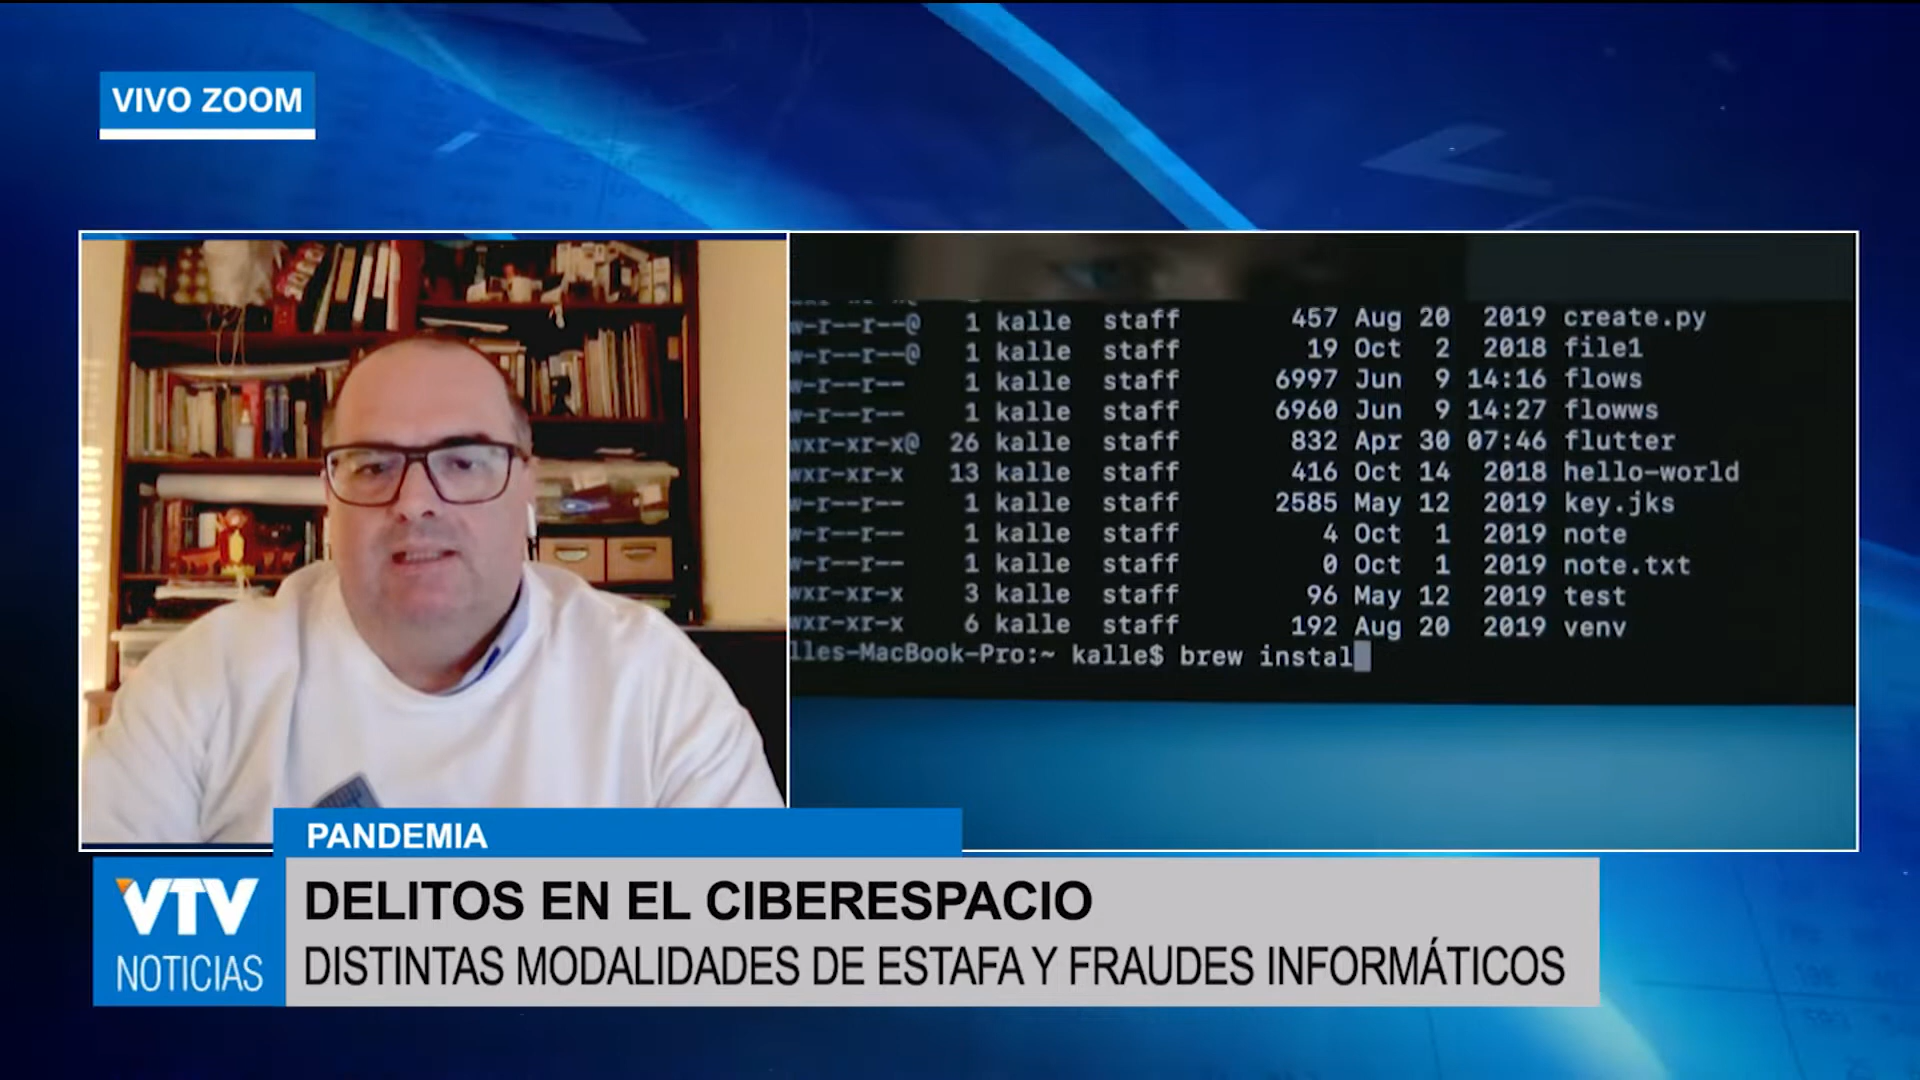 VIVO ZOOM
w-r--r--@ 1 kalle staff 457 Aug 20 2019 create.py
w-r--r--@ 1 kalle staff 19 Oct 2 2018 file1
w-r--r-- 1 kalle staff 6997 Jun 9 14:16 flows
w-r--r-- 1 kalle staff 6960 Jun 9 14:27 flowws
wxr-xr-x@ 26 kalle staff 832 Apr 30 07:46 flutter
wxr-xr-x 13 kalle staff 416 Oct 14 2018 hello-world
w-r--r-- 1 kalle staff 2585 May 12 2019 key.jks
w-r--r-- 1 kalle staff 4 Oct 1 2019 note
w-r--r-- 1 kalle staff 0 Oct 1 2019 note.txt
wxr-xr-x 3 kalle staff 96 May 12 2019 test
wxr-xr-x 6 kalle staff 192 Aug 20 2019 venv
lles-MacBook-Pro:~ kalle$ brew instal
PANDEMIA
VTV
NOTICIAS
DELITOS EN EL CIBERESPACIO
DISTINTAS MODALIDADES DE ESTAFA Y FRAUDES INFORMÁTICOS